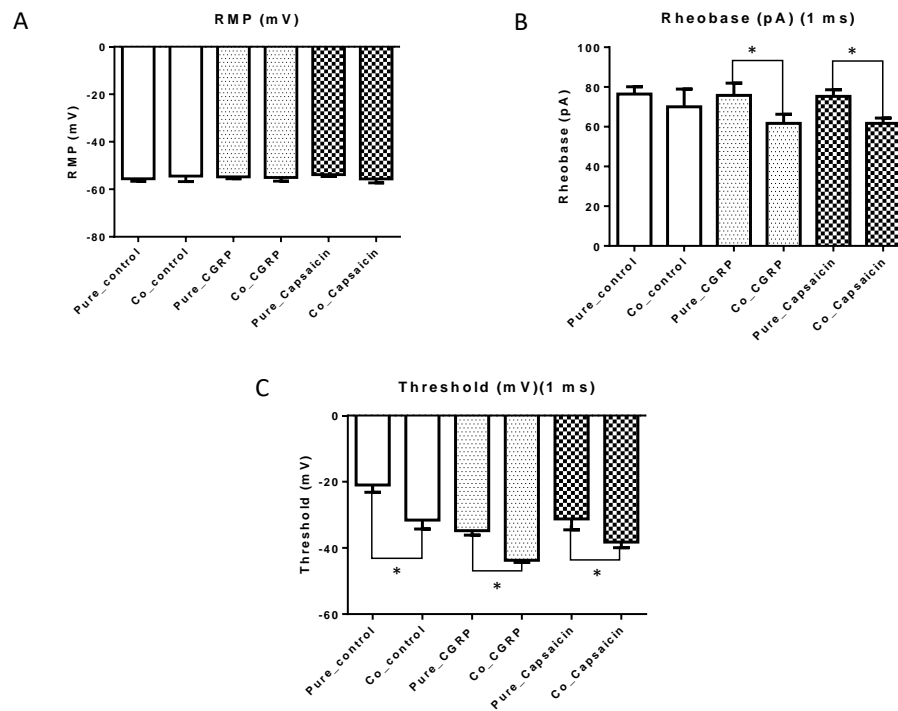 A
RMP (mV)
RMP (mV)
0
-20
-40
-60
-80
Pure_control
Co_control
Pure_CGRP
Co_CGRP
Pure_Capsaicin
Co_Capsaicin
B
Rheobase (pA) (1 ms)
Rheobase (pA)
100
80
60
40
20
0
*
*
Pure_control
Co_control
Pure_CGRP
Co_CGRP
Pure_Capsaicin
Co_Capsaicin
C
Threshold (mV)(1 ms)
Threshold (mV)
0
-20
-40
-60
*
*
*
Pure_control
Co_control
Pure_CGRP
Co_CGRP
Pure_Capsaicin
Co_Capsaicin